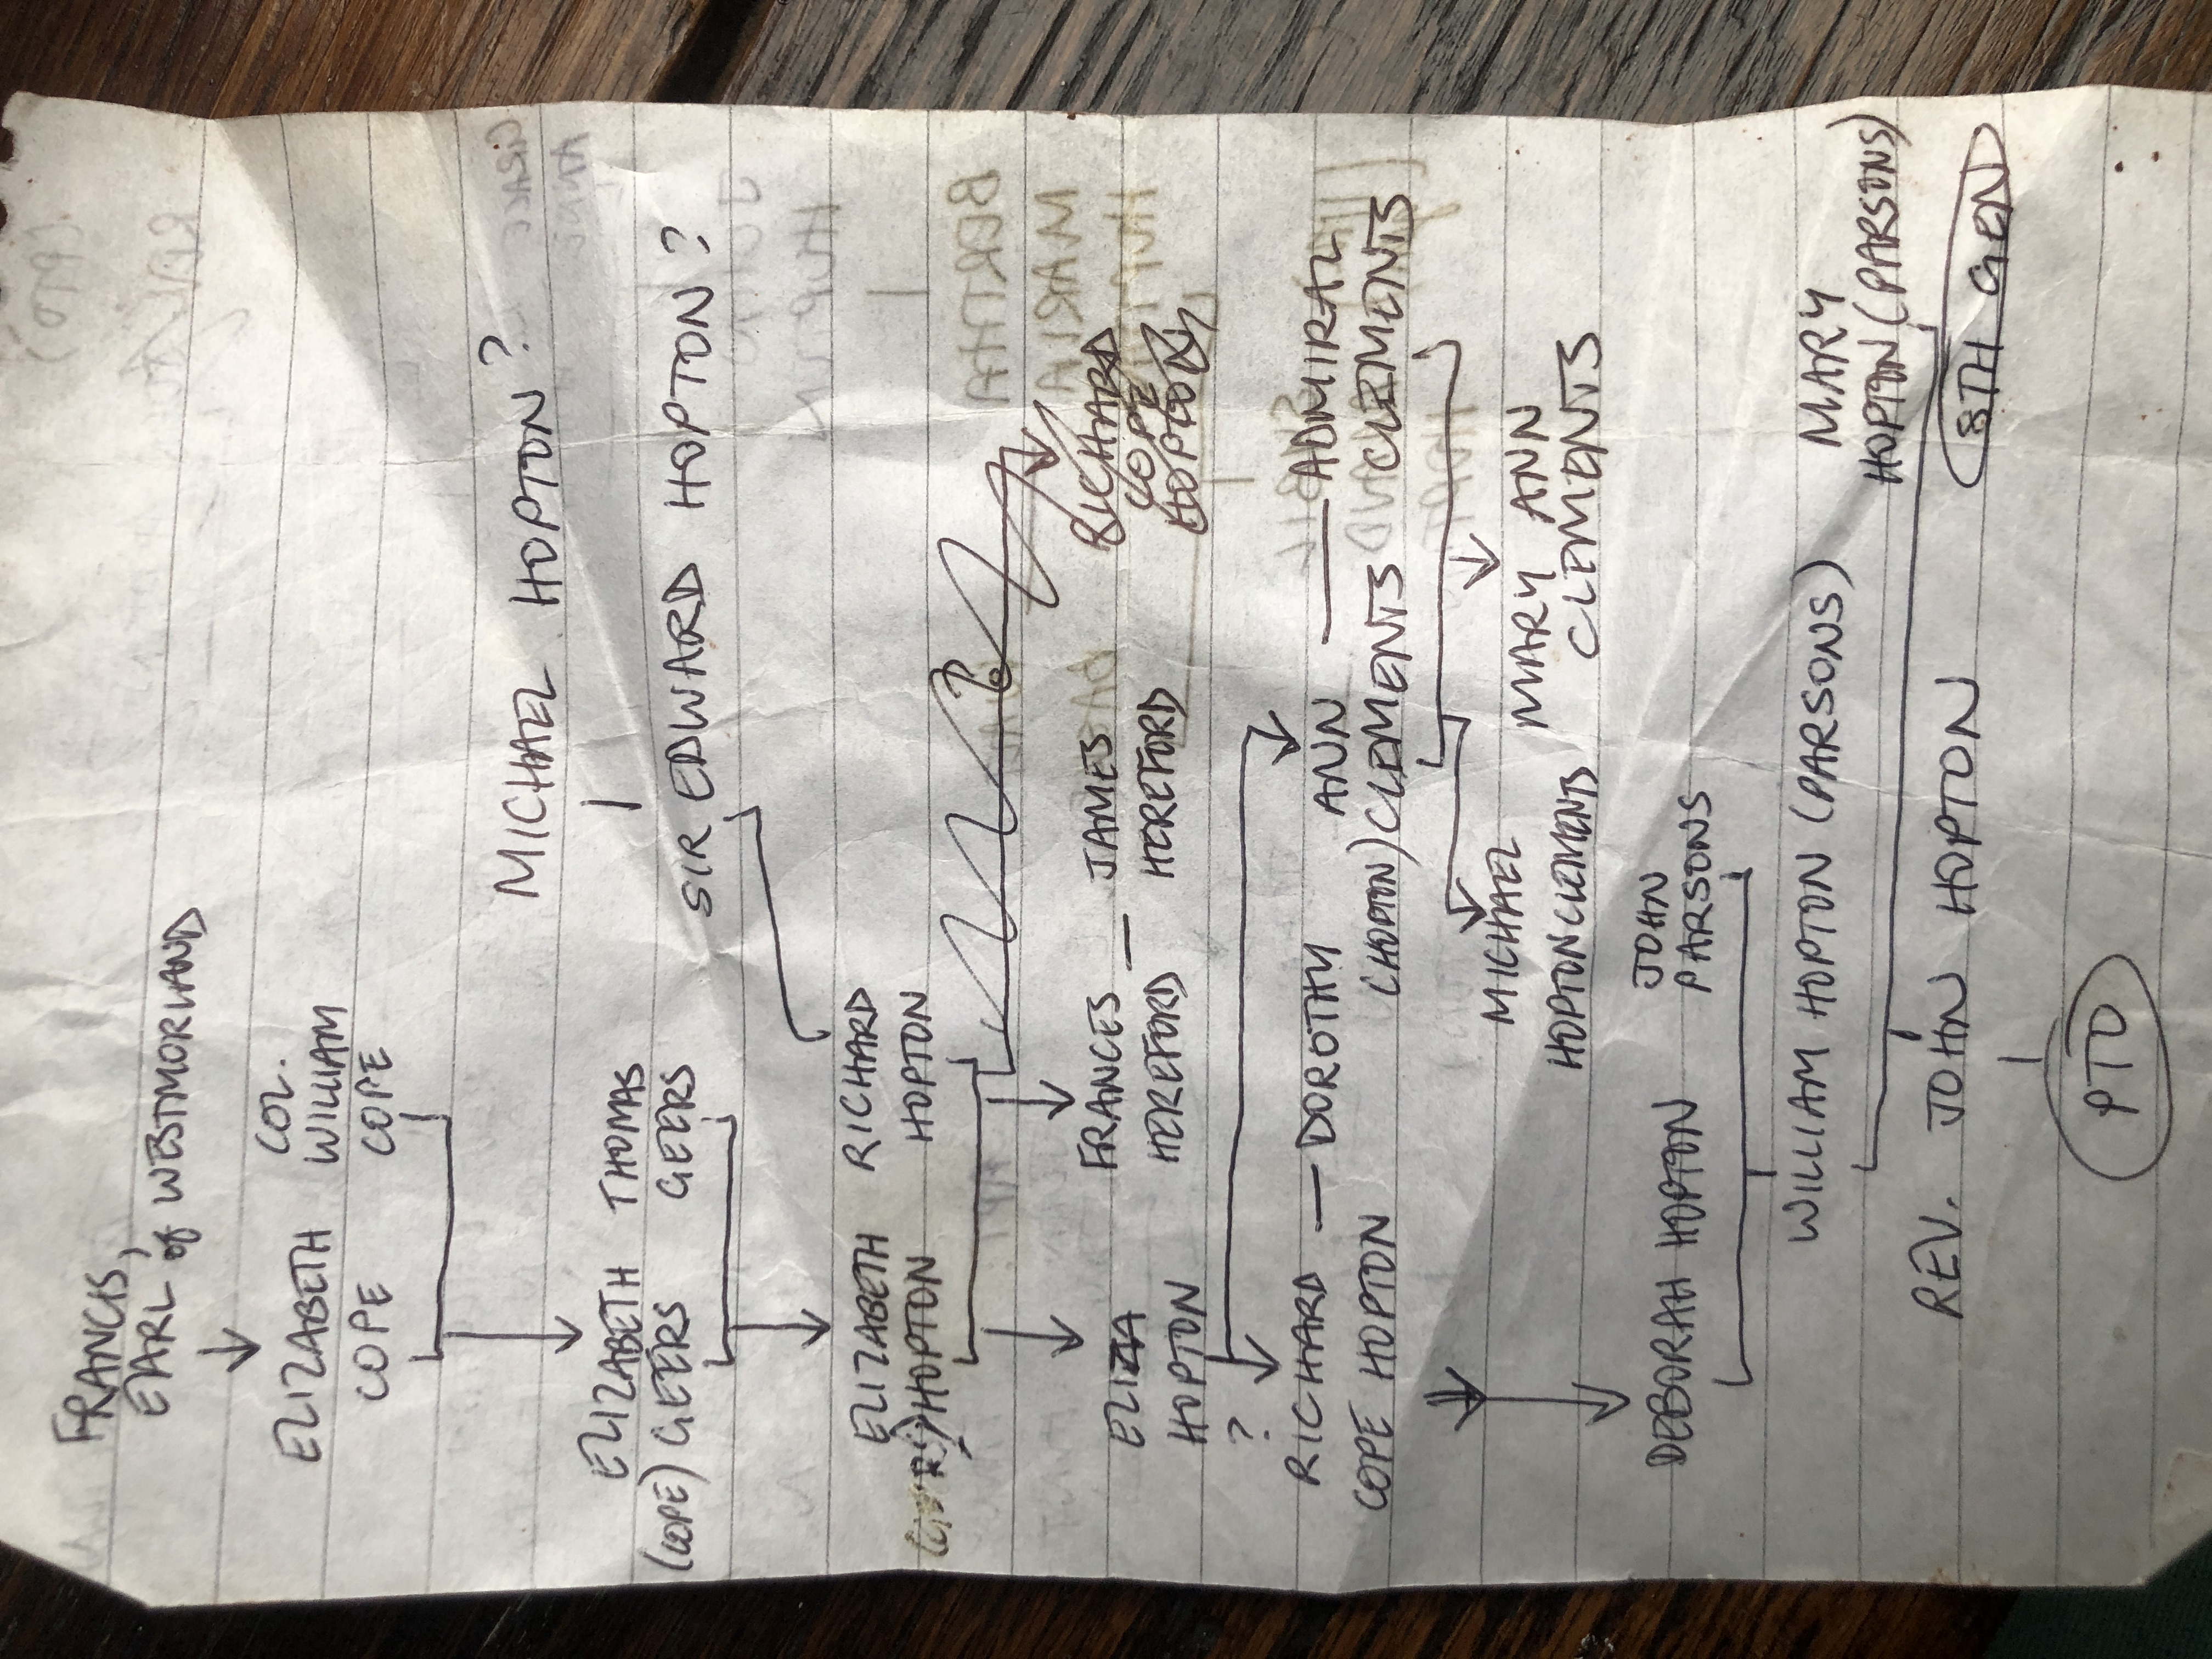 FRANCIS,
EARL of WESTMORLAND
ELIZABETH
COPE
COL.
WILLIAM
COPE
MICHAEL HOPTON?
ELIZABETH
(COPE) GEERS
THOMAS
GEERS
SIR EDWARD HOPTON?
ELIZABETH
HOPTON
RICHARD
HOPTON
?
ELIZA
HOPTON
?
FRANCES
HEREFORD
—
JAMES
HEREFORD
RICHARD
COPE
HOPTON
RICHARD
COPE HOPTON
—
DOROTHY
ANN
(HOPTON) CLEMENTS
—
ADMIRAL
CLEMENTS
MICHAEL
HOPTON CLEMENTS
MARY ANN
CLEMENTS
DEBORAH HOPTON
JOHN
PARSONS
WILLIAM HOPTON (PARSONS)
MARY
HOPTON (PARSONS)
REV. JOHN HOPTON
8TH GEN
PTO